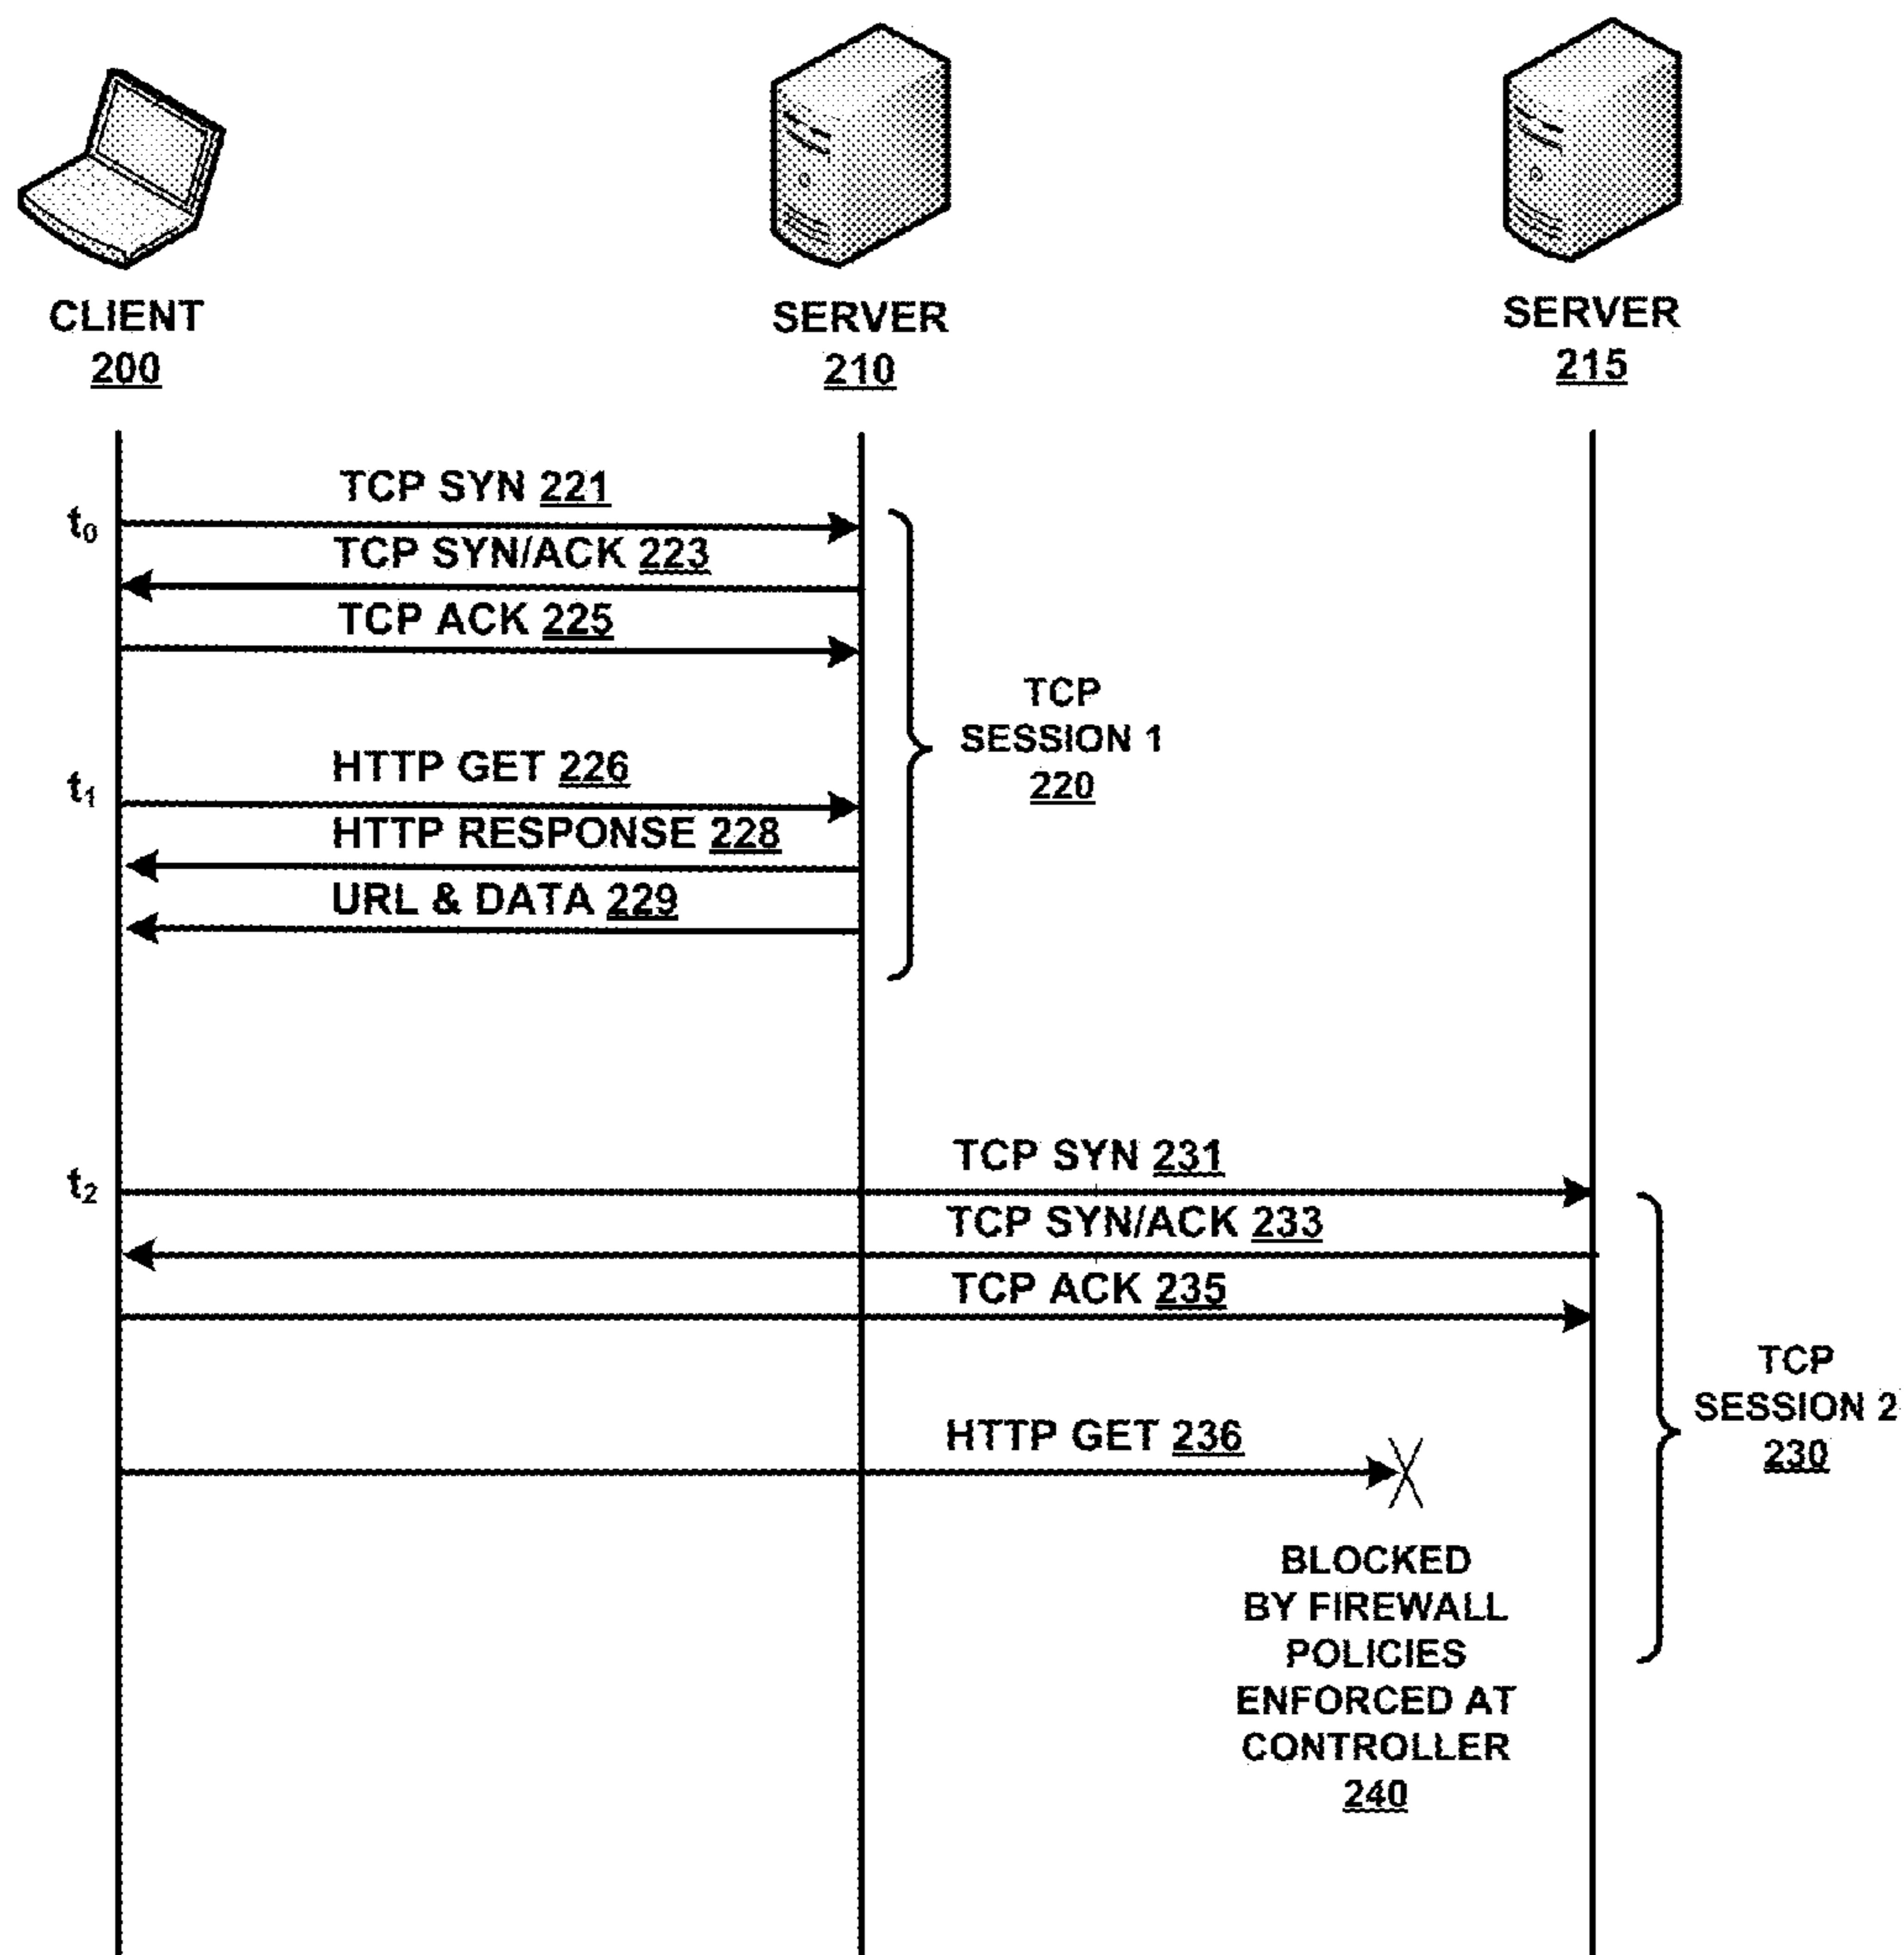 CLIENT
200
SERVER
210
SERVER
215
TCP SYN 221
t0
TCP SYN/ACK 223
TCP ACK 225
TCP
SESSION 1
220
HTTP GET 226
t1
HTTP RESPONSE 228
URL & DATA 229
TCP SYN 231
t2
TCP SYN/ACK 233
TCP ACK 235
TCP
SESSION 2
230
HTTP GET 236
BLOCKED
BY FIREWALL
POLICIES
ENFORCED AT
CONTROLLER
240